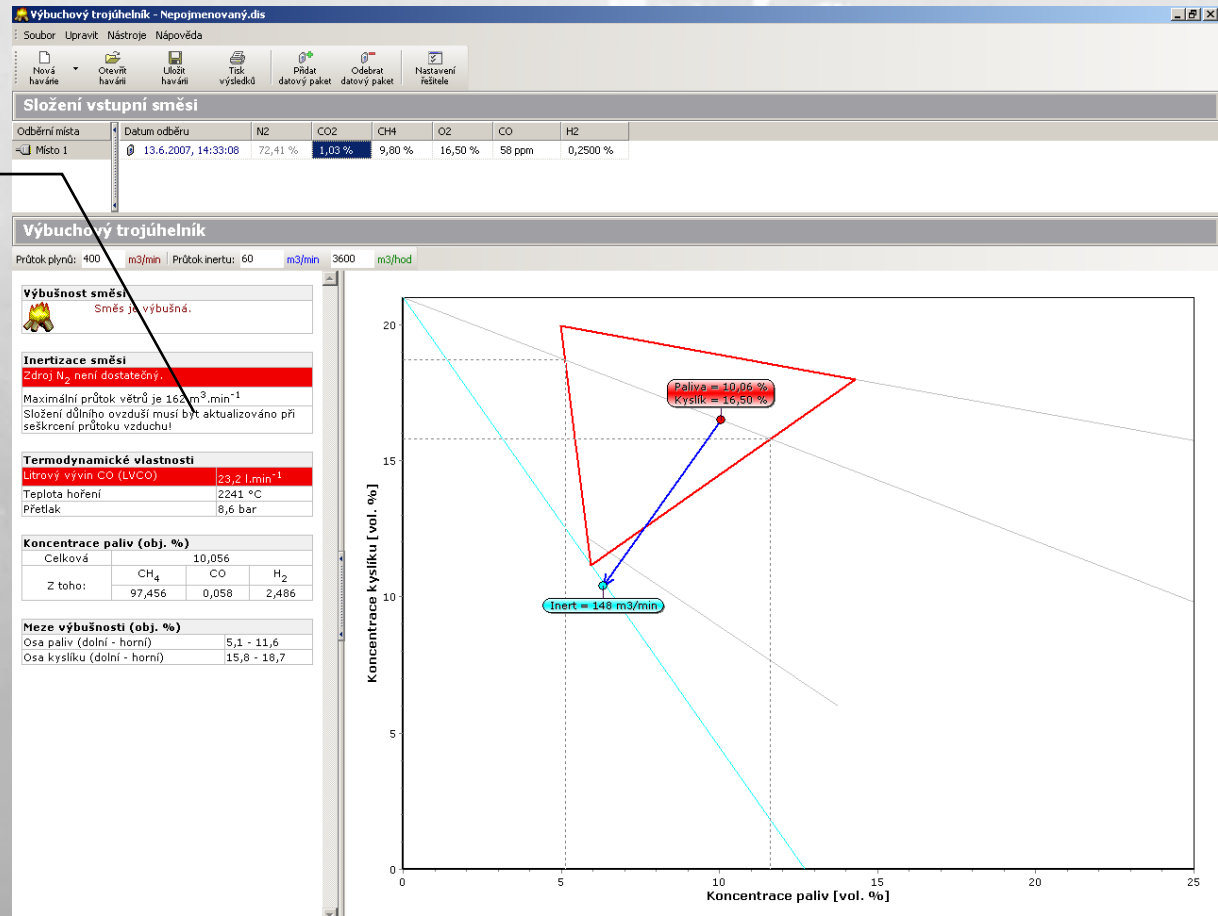 Výbuchový trojúhelník - Nepojmenovaný.dis
Soubor Upravit Nástroje Nápověda
Nová havárie
Otevřít havárii
Uložit havárii
Tisk výsledků
Přidat datový paket
Odebrat datový paket
Nastavení řešitele
Složení vstupní směsi
Odběrní místa Datum odběru N2 CO2 CH4 O2 CO H2
Místo 1 13.6.2007, 14:33:08 72,41 % 1,03 % 9,80 % 16,50 % 58 ppm 0,2500 %
Výbuchový trojúhelník
Průtok plynů: 400 m3/min Průtok inertu: 60 m3/min 3600 m3/hod
Výbušnost směsi
Směs je výbušná.
Inertizace směsi
Zdroj N2 není dostatečný.
Maximální průtok větrů je 162 m3.min-1
Složení důlního ovzduší musí být aktualizováno při
seškrcení průtoku vzduchu!
Termodynamické vlastnosti
Litrový vývin CO (LVCO) 23,2 l.min-1
Teplota hoření 2241 °C
Přetlak 8,6 bar
Koncentrace paliv (obj. %)
Celková 10,056
Z toho: CH4 CO H2
97,456 0,058 2,486
Meze výbušnosti (obj. %)
Osa paliv (dolní - horní) 5,1 - 11,6
Osa kyslíku (dolní - horní) 15,8 - 18,7
Koncentrace kyslíku [vol. %]
20
15
10
5
0
Paliva = 10,06 %
Kyslík = 16,50 %
Inert = 148 m3/min
0 5 10 15 20 25
Koncentrace paliv [vol. %]